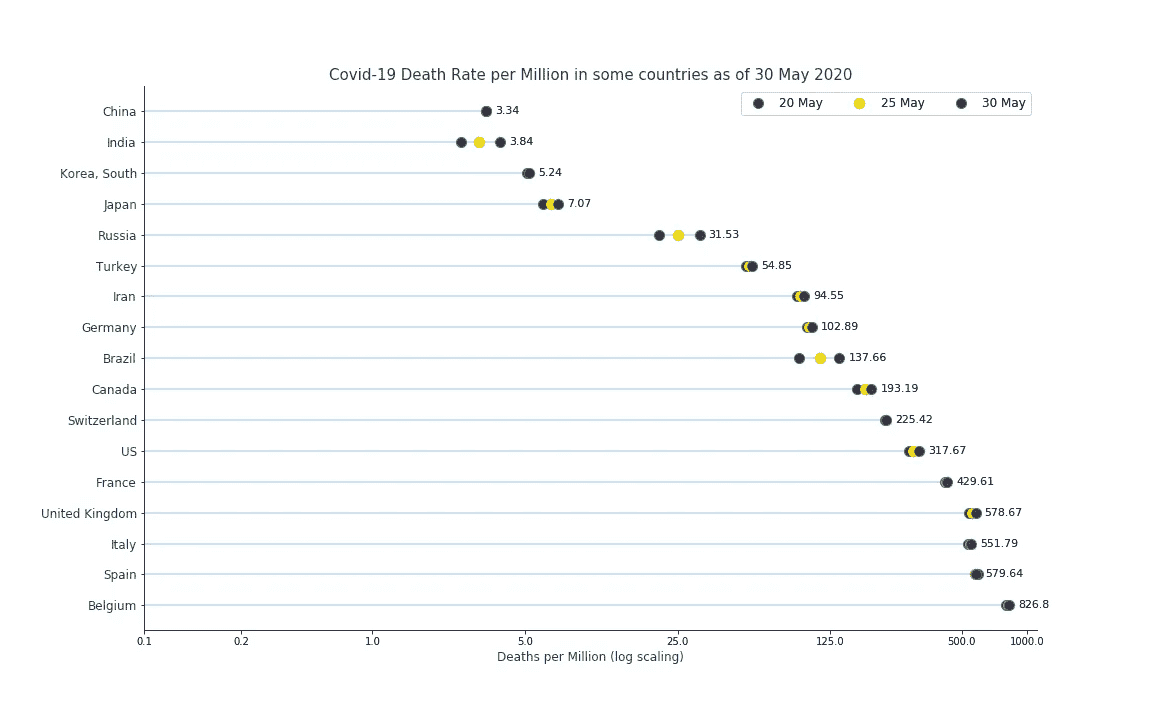 Covid-19 Death Rate per Million in some countries as of 30 May 2020
20 May 25 May 30 May
China 3.34
India 3.84
Korea, South 5.24
Japan 7.07
Russia 31.53
Turkey 54.85
Iran 94.55
Germany 102.89
Brazil 137.66
Canada 193.19
Switzerland 225.42
US 317.67
France 429.61
United Kingdom 578.67
Italy 551.79
Spain 579.64
Belgium 826.8
0.1 0.2 1.0 5.0 25.0 125.0 500.0 1000.0
Deaths per Million (log scaling)